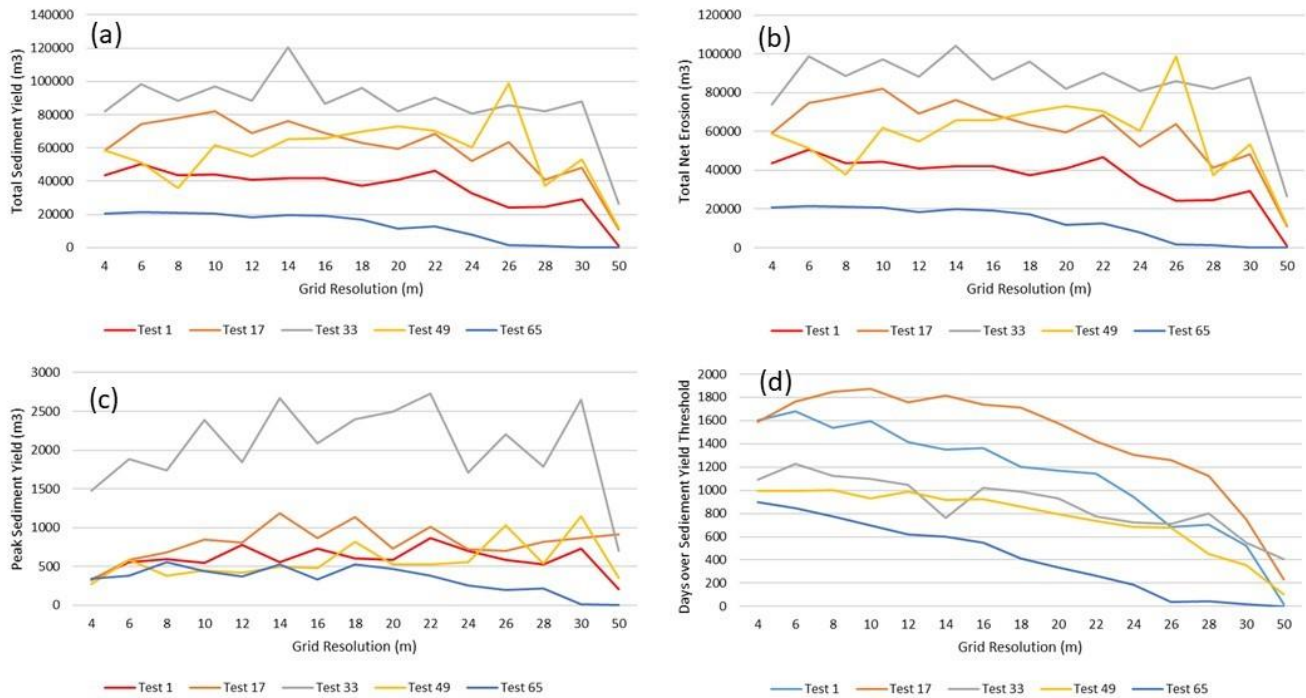 (a)
Total Sediment Yield (m3)
140000
120000
100000
80000
60000
40000
20000
0
4 6 8 10 12 14 16 18 20 22 24 26 28 30 50
Grid Resolution (m)
Test 1 Test 17 Test 33 Test 49 Test 65
(b)
Total Net Erosion (m3)
120000
100000
80000
60000
40000
20000
0
4 6 8 10 12 14 16 18 20 22 24 26 28 30 50
Grid Resolution (m)
Test 1 Test 17 Test 33 Test 49 Test 65
(c)
Peak Sediment Yield (m3)
3000
2500
2000
1500
1000
500
0
4 6 8 10 12 14 16 18 20 22 24 26 28 30 50
Grid Resolution (m)
Test 1 Test 17 Test 33 Test 49 Test 65
(d)
Days over Sediement Yield Threshold
2000
1800
1600
1400
1200
1000
800
600
400
200
0
4 6 8 10 12 14 16 18 20 22 24 26 28 30 50
Grid Resolution (m)
Test 1 Test 17 Test 33 Test 49 Test 65